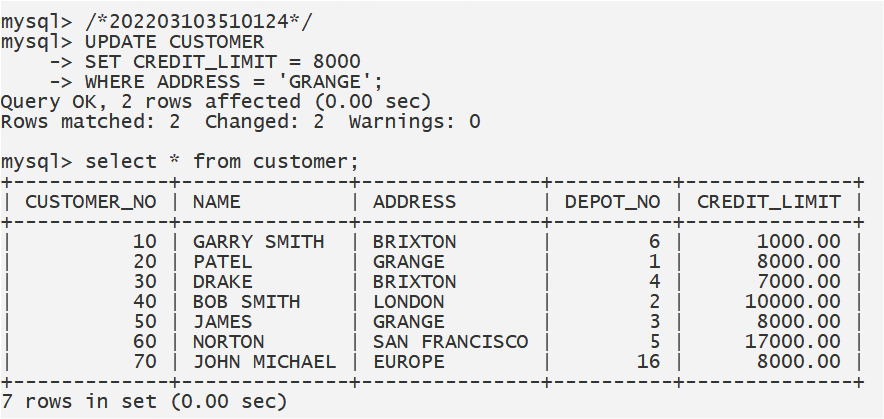 mysql> /*202203103510124*/
mysql> UPDATE CUSTOMER
    -> SET CREDIT_LIMIT = 8000
    -> WHERE ADDRESS = 'GRANGE';
Query OK, 2 rows affected (0.00 sec)
Rows matched: 2  Changed: 2  Warnings: 0

mysql> select * from customer;
+-------------+--------------+---------------+----------+--------------+
| CUSTOMER_NO | NAME         | ADDRESS       | DEPOT_NO | CREDIT_LIMIT |
+-------------+--------------+---------------+----------+--------------+
|          10 | GARRY SMITH  | BRIXTON       |        6 |      1000.00 |
|          20 | PATEL        | GRANGE        |        1 |      8000.00 |
|          30 | DRAKE        | BRIXTON       |        4 |      7000.00 |
|          40 | BOB SMITH    | LONDON        |        2 |     10000.00 |
|          50 | JAMES        | GRANGE        |        3 |      8000.00 |
|          60 | NORTON       | SAN FRANCISCO |        5 |     17000.00 |
|          70 | JOHN MICHAEL | EUROPE        |       16 |      8000.00 |
+-------------+--------------+---------------+----------+--------------+
7 rows in set (0.00 sec)